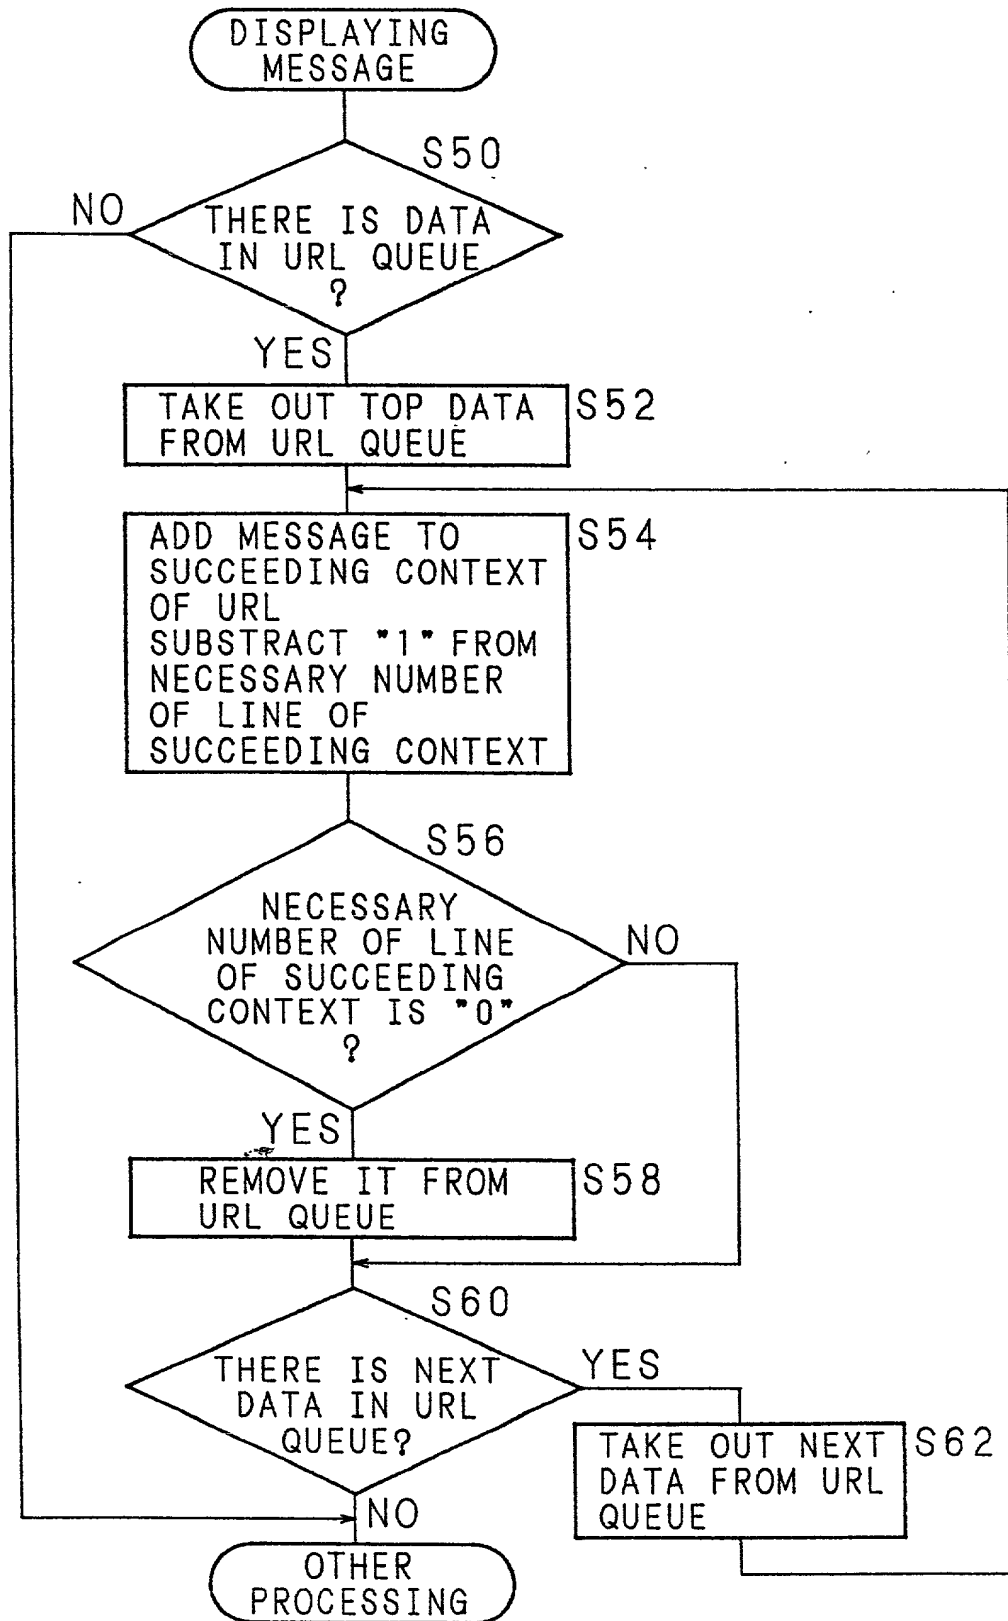 DISPLAYING
MESSAGE
S50
NO
THERE IS DATA
IN URL QUEUE
?
YES
TAKE OUT TOP DATA
FROM URL QUEUE
S52
ADD MESSAGE TO
SUCCEEDING CONTEXT
OF URL
SUBSTRACT "1" FROM
NECESSARY NUMBER
OF LINE OF
SUCCEEDING CONTEXT
S54
S56
NECESSARY
NUMBER OF LINE
OF SUCCEEDING
CONTEXT IS "0"
?
NO
YES
REMOVE IT FROM
URL QUEUE
S58
S60
THERE IS NEXT
DATA IN URL
QUEUE?
YES
TAKE OUT NEXT
DATA FROM URL
QUEUE
S62
NO
OTHER
PROCESSING